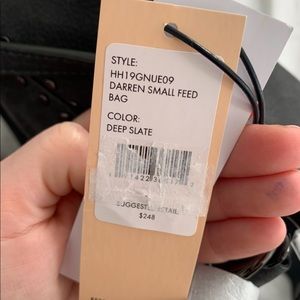 STYLE:
HH19GNUE09
DARREN SMALL FEED
BAG
COLOR:
DEEP SLATE
SUGGESTED RETAIL
$248